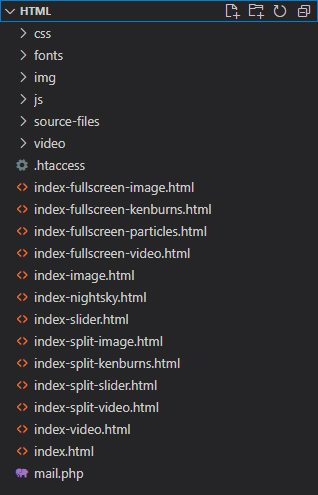 HTML
css
fonts
img
js
source-files
video
.htaccess
index-fullscreen-image.html
index-fullscreen-kenburns.html
index-fullscreen-particles.html
index-fullscreen-video.html
index-image.html
index-nightsky.html
index-slider.html
index-split-image.html
index-split-kenburns.html
index-split-slider.html
index-split-video.html
index-video.html
index.html
mail.php